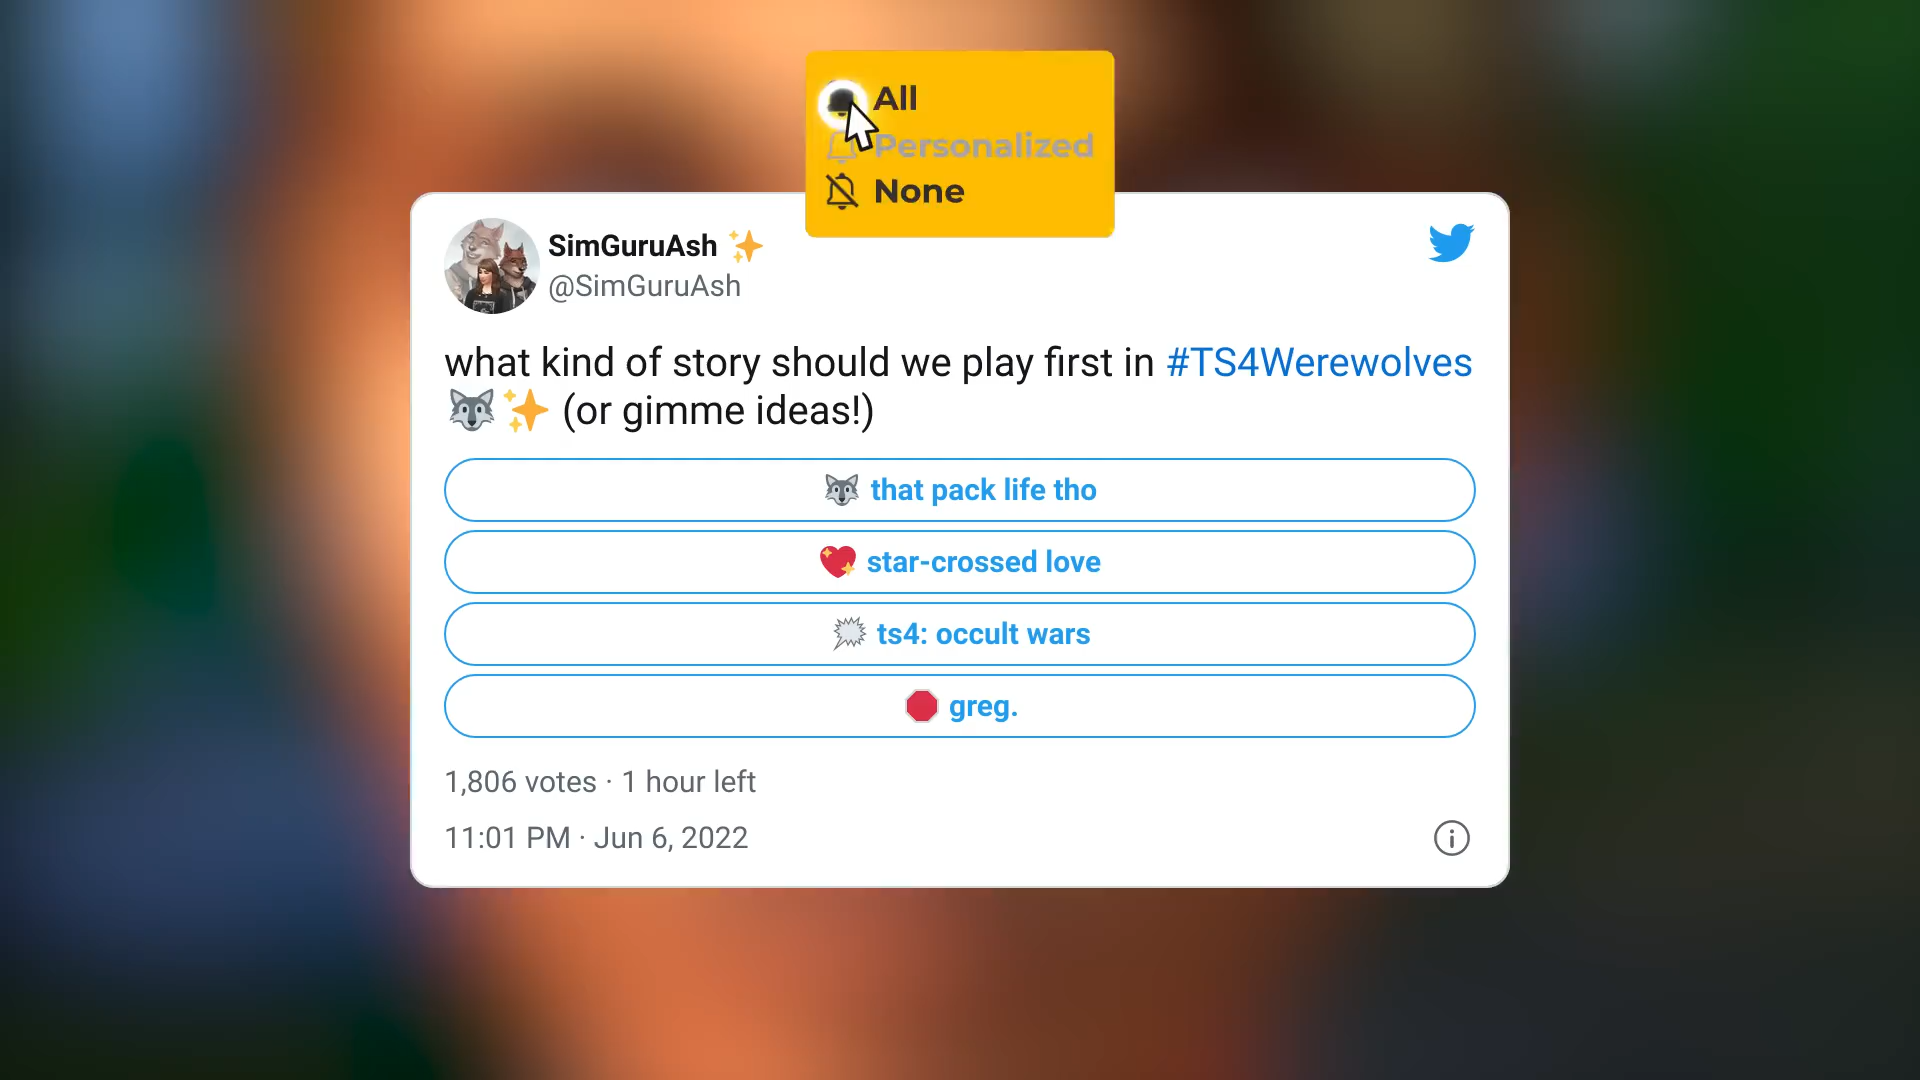 All
Personalized
None
SimGuruAsh ✨
@SimGuruAsh
what kind of story should we play first in #TS4Werewolves
🐺✨ (or gimme ideas!)
🐺 that pack life tho
💖 star-crossed love
🗯 ts4: occult wars
🛑 greg.
1,806 votes · 1 hour left
11:01 PM · Jun 6, 2022